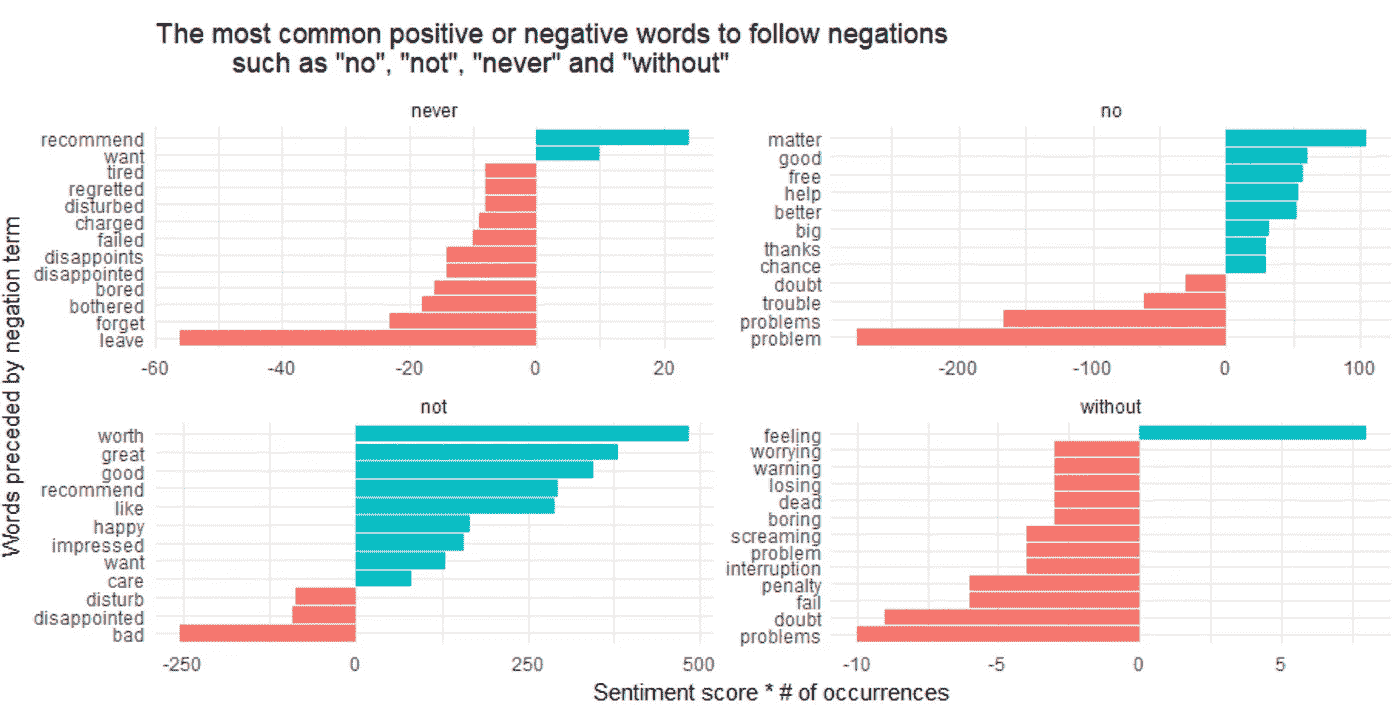 The most common positive or negative words to follow negations
such as "no", "not", "never" and "without"
Words preceded by negation term
never
recommend
want
tired
regretted
disturbed
charged
failed
disappoints
disappointed
bored
bothered
forget
leave
-60 -40 -20 0 20
no
matter
good
free
help
better
big
thanks
chance
doubt
trouble
problems
problem
-200 -100 0 100
not
worth
great
good
recommend
like
happy
impressed
want
care
disturb
disappointed
bad
-250 0 250 500
without
feeling
worrying
warning
losing
dead
boring
screaming
problem
interruption
penalty
fail
doubt
problems
-10 -5 0 5
Sentiment score * # of occurrences